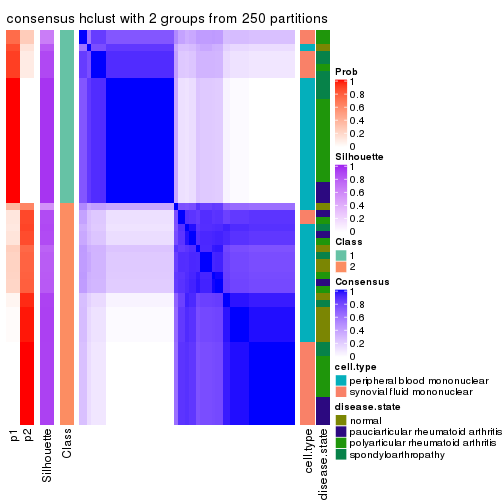 consensus hclust with 2 groups from 250 partitions
Prob
1
0.8
0.6
0.4
0.2
0
Silhouette
1
0.8
0.6
0.4
0.2
0
Class
1
2
Consensus
1
0.8
0.6
0.4
0.2
0
cell.type
peripheral blood mononuclear
synovial fluid mononuclear
disease.state
normal
pauciarticular rheumatoid arthritis
polyarticular rheumatoid arthritis
spondyloarthropathy
p1
p2
Silhouette
Class
cell.type
disease.state